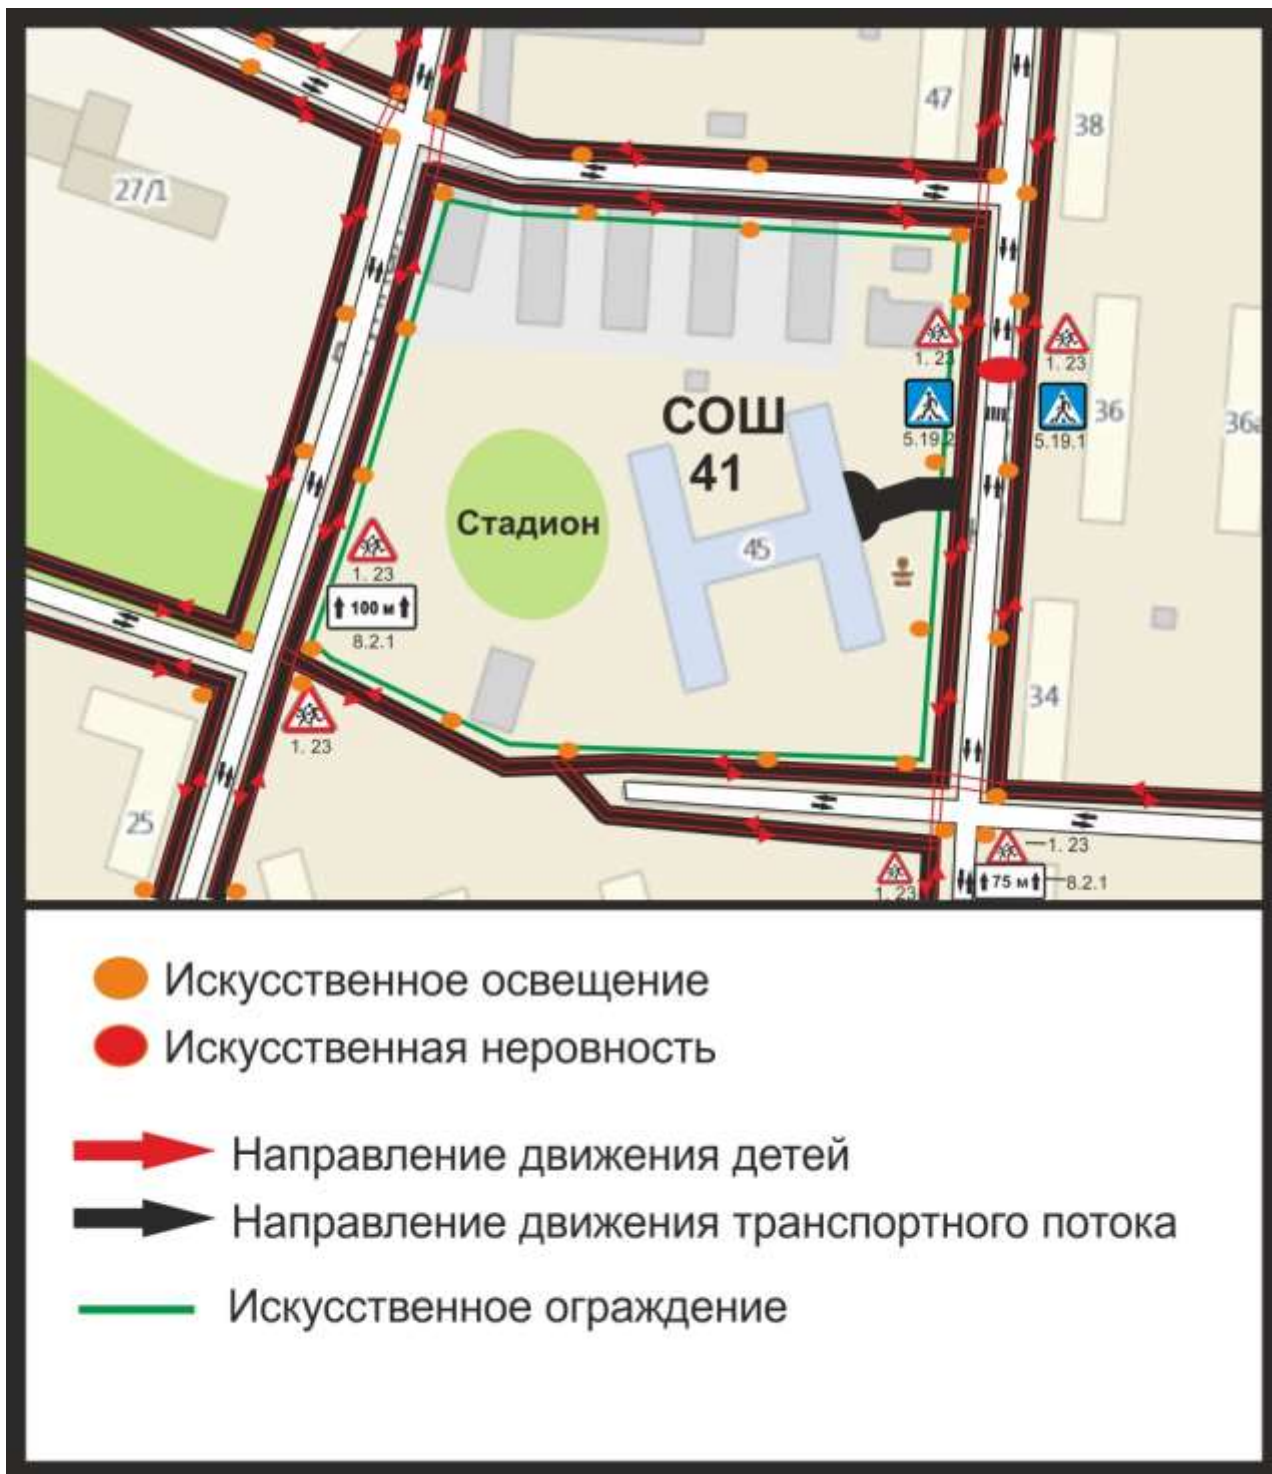 47
38
27/1
1. 23
1. 23
СОШ
41
36
36а
5.19.2
5.19.1
Стадион
45
1. 23
100 м
8.2.1
34
1. 23
25
1. 23
75 м
8.2.1
1. 23
Искусственное освещение
Искусственная неровность
Направление движения детей
Направление движения транспортного потока
Искусственное ограждение